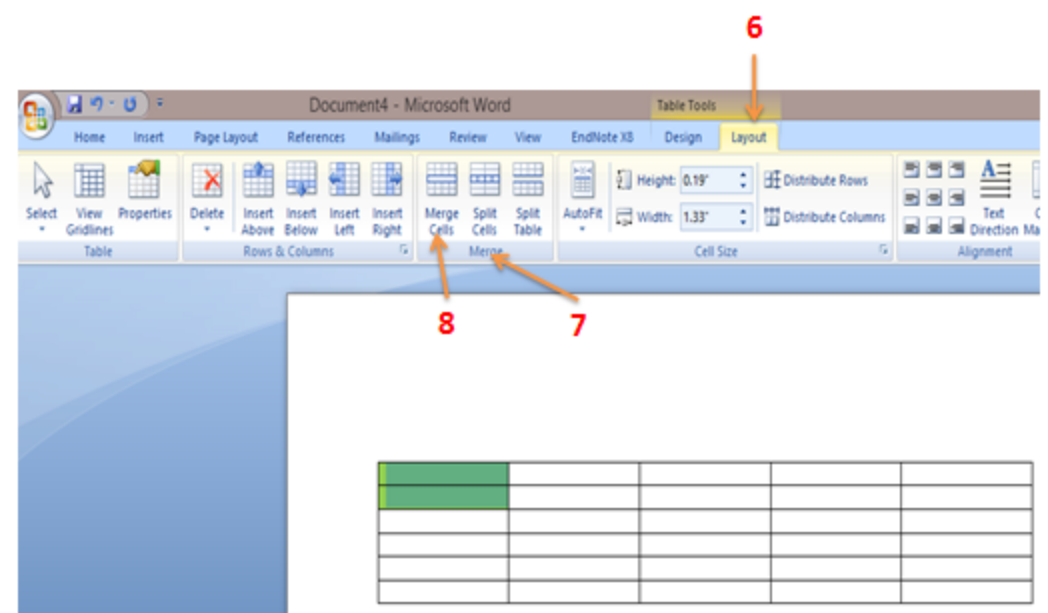 6
Document4 - Microsoft Word Table Tools
Home Insert Page Layout References Mailings Review View EndNote X8 Design Layout
Height: 0.19" Distribute Rows
Select View Gridlines Properties Delete Insert Above Insert Below Insert Left Insert Right Merge Cells Split Cells Split Table AutoFit Width: 1.33" Distribute Columns Text Direction
Table Rows & Columns Merge Cell Size Alignment
8 7